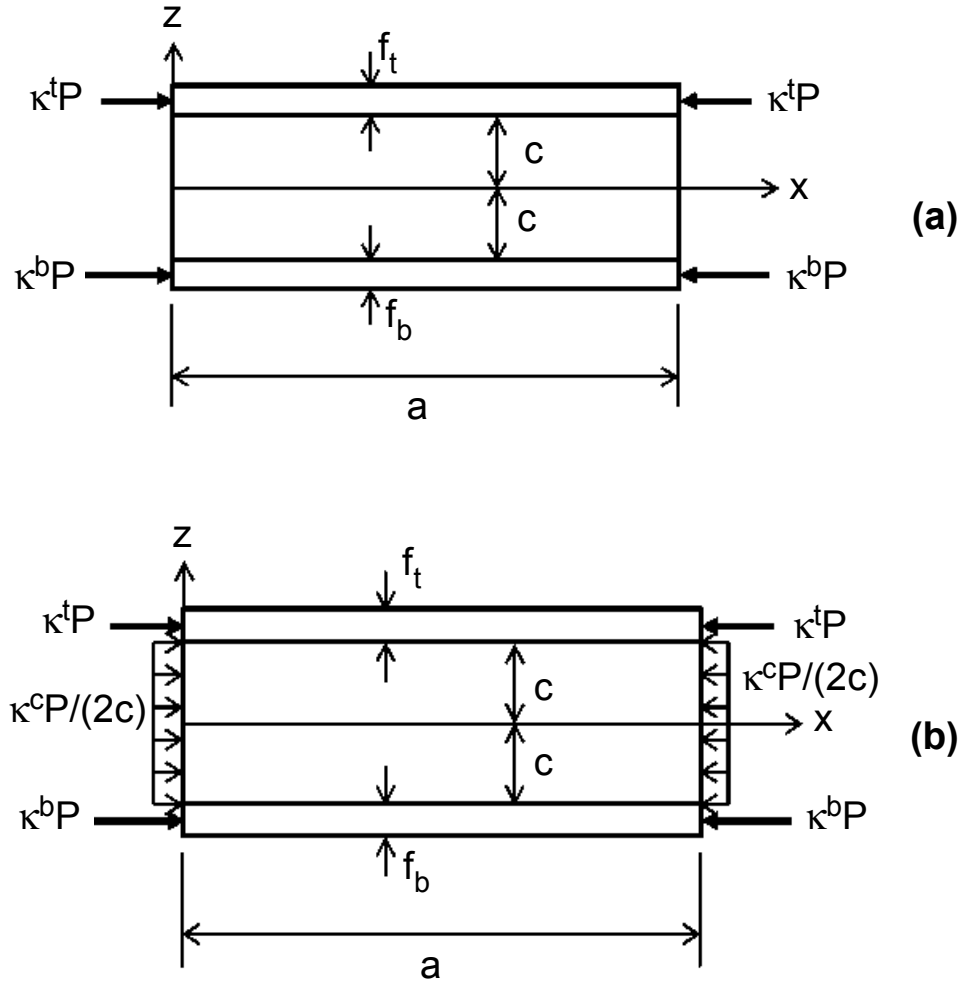 z
f_t
κ^tP κ^tP
c
x
(a)
c
κ^bP κ^bP
f_b
a
z
f_t
κ^tP κ^tP
κ^cP/(2c) c κ^cP/(2c)
x
(b)
c
κ^bP κ^bP
f_b
a